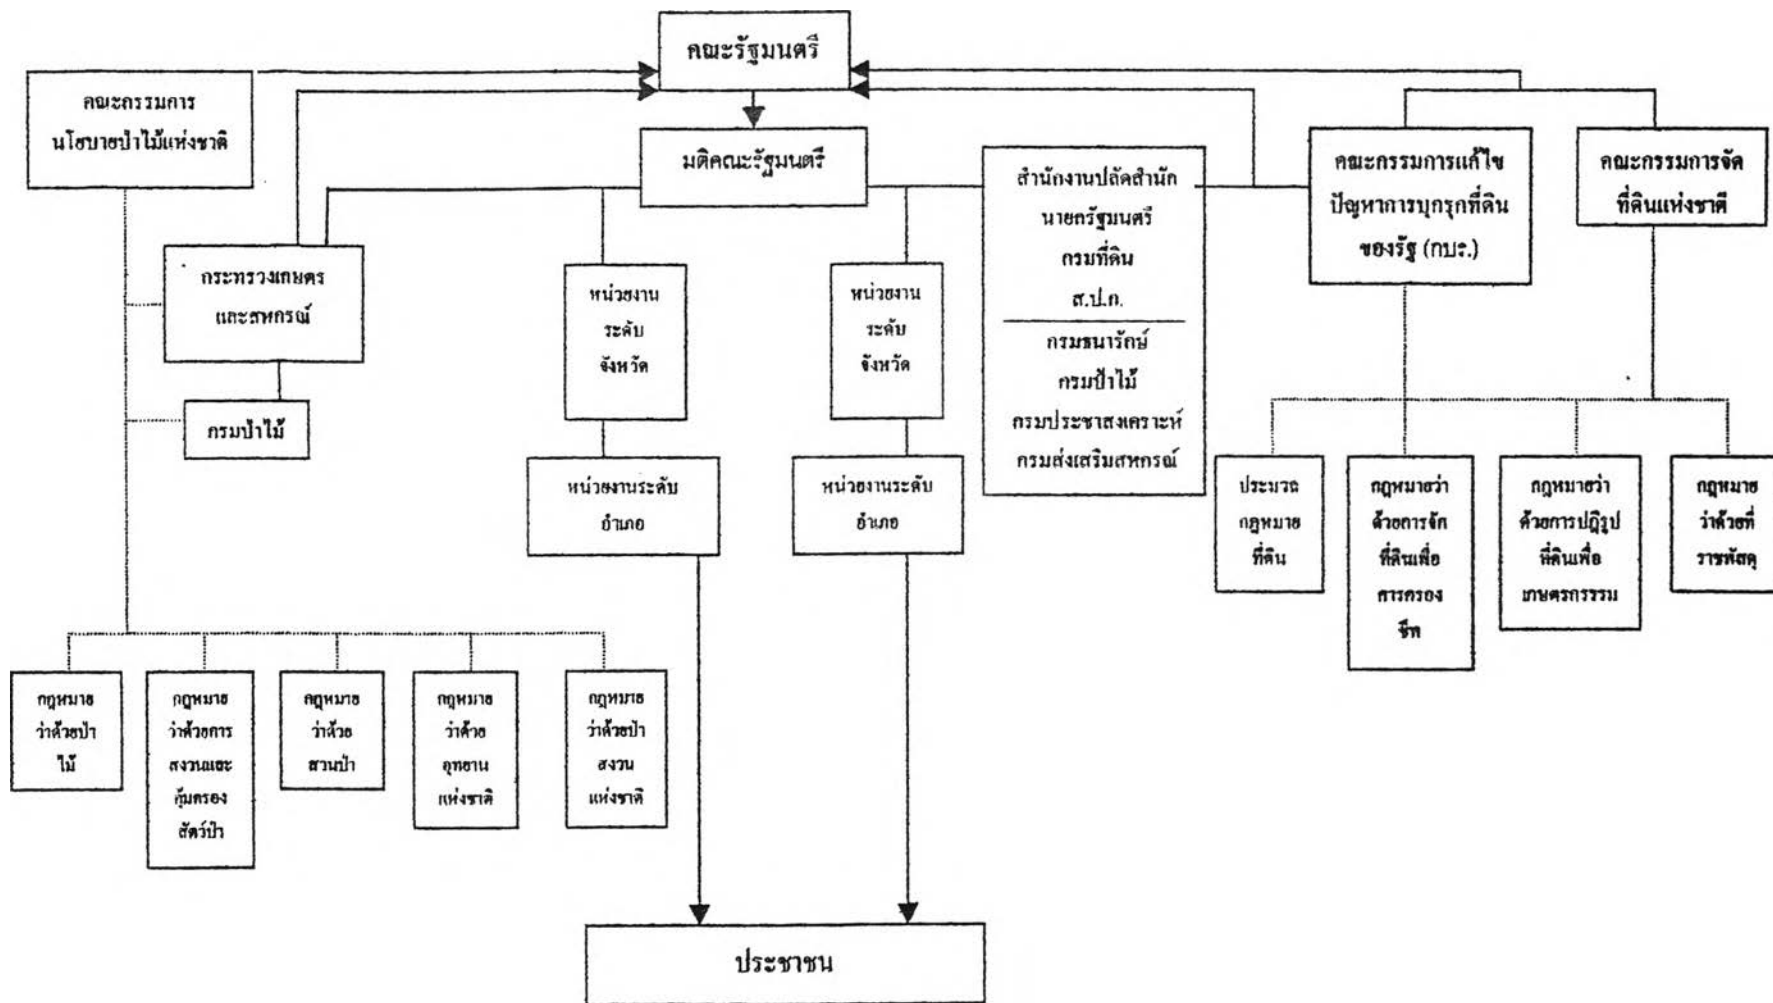 คณะรัฐมนตรี
คณะกรรมการ
นโยบายป่าไม้แห่งชาติ
มติคณะรัฐมนตรี
สำนักงานปลัดสำนัก
นายกรัฐมนตรี
กรมที่ดิน
ส.ป.ก.
กรมธนารักษ์
กรมป่าไม้
กรมประชาสงเคราะห์
กรมส่งเสริมสหกรณ์
คณะกรรมการแก้ไข
ปัญหาการบุกรุกที่ดิน
ของรัฐ (กบร.)
คณะกรรมการจัด
ที่ดินแห่งชาติ
กระทรวงเกษตร
และสหกรณ์
กรมป่าไม้
หน่วยงาน
ระดับ
จังหวัด
หน่วยงาน
ระดับ
จังหวัด
หน่วยงานระดับ
อำเภอ
หน่วยงานระดับ
อำเภอ
ประมวล
กฎหมาย
ที่ดิน
กฎหมายว่า
ด้วยการจัด
ที่ดินเพื่อ
การครอง
ชีพ
กฎหมายว่า
ด้วยการปฎิรูป
ที่ดินเพื่อ
เกษตรกรรม
กฎหมาย
ว่าด้วยที่
ราชพัสดุ
กฎหมาย
ว่าด้วยป่า
ไม้
กฎหมาย
ว่าด้วยการ
สงวนและ
คุ้มครอง
สัตว์ป่า
กฎหมาย
ว่าด้วย
สวนป่า
กฎหมาย
ว่าด้วย
อุทยาน
แห่งชาติ
กฎหมาย
ว่าด้วยป่า
สงวน
แห่งชาติ
ประชาชน